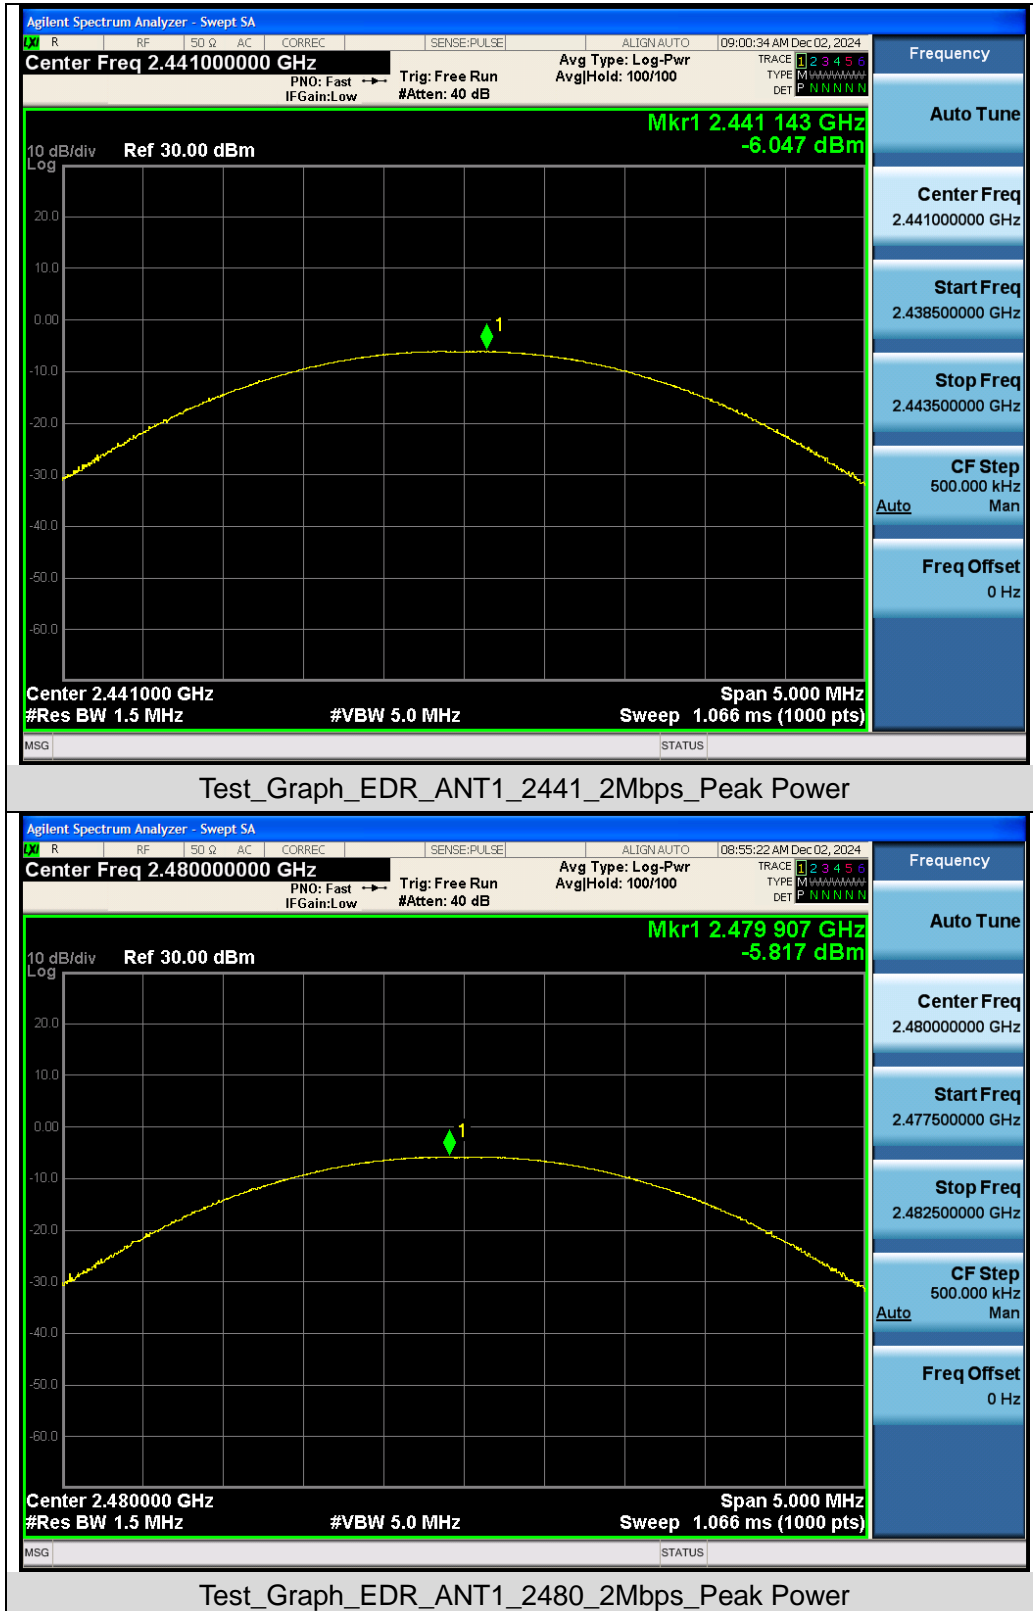 Agilent Spectrum Analyzer - Swept SA
LXI R RF 50 Ω AC CORREC SENSE:PULSE ALIGN AUTO 09:00:34 AM Dec 02, 2024
Center Freq 2.441000000 GHz
PNO: Fast
IFGain:Low
Trig: Free Run
#Atten: 40 dB
Avg Type: Log-Pwr
Avg|Hold: 100/100
TRACE 1 2 3 4 5 6
TYPE M W W W W W
DET P N N N N N
Mkr1 2.441 143 GHz
-6.047 dBm
10 dB/div Ref 30.00 dBm
Log
20.0
10.0
0.00
1
-10.0
-20.0
-30.0
-40.0
-50.0
-60.0
Center 2.441000 GHz Span 5.000 MHz
#Res BW 1.5 MHz #VBW 5.0 MHz Sweep 1.066 ms (1000 pts)
MSG STATUS
Frequency
Auto Tune
Center Freq
2.441000000 GHz
Start Freq
2.438500000 GHz
Stop Freq
2.443500000 GHz
CF Step
500.000 kHz
Auto Man
Freq Offset
0 Hz
Test_Graph_EDR_ANT1_2441_2Mbps_Peak Power
Agilent Spectrum Analyzer - Swept SA
LXI R RF 50 Ω AC CORREC SENSE:PULSE ALIGN AUTO 08:55:22 AM Dec 02, 2024
Center Freq 2.480000000 GHz
PNO: Fast
IFGain:Low
Trig: Free Run
#Atten: 40 dB
Avg Type: Log-Pwr
Avg|Hold: 100/100
TRACE 1 2 3 4 5 6
TYPE M W W W W W
DET P N N N N N
Mkr1 2.479 907 GHz
-5.817 dBm
10 dB/div Ref 30.00 dBm
Log
20.0
10.0
0.00
1
-10.0
-20.0
-30.0
-40.0
-50.0
-60.0
Center 2.480000 GHz Span 5.000 MHz
#Res BW 1.5 MHz #VBW 5.0 MHz Sweep 1.066 ms (1000 pts)
MSG STATUS
Frequency
Auto Tune
Center Freq
2.480000000 GHz
Start Freq
2.477500000 GHz
Stop Freq
2.482500000 GHz
CF Step
500.000 kHz
Auto Man
Freq Offset
0 Hz
Test_Graph_EDR_ANT1_2480_2Mbps_Peak Power